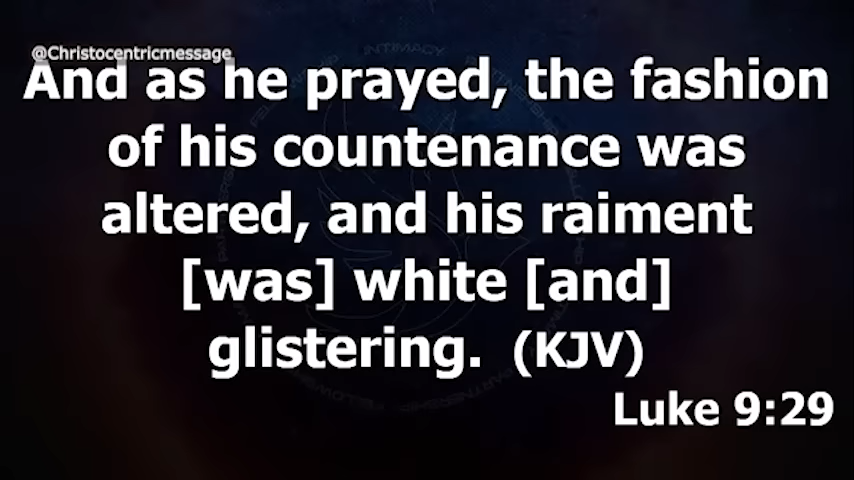 @Christocentricmessage
And as he prayed, the fashion
of his countenance was
altered, and his raiment
[was] white [and]
glistering. (KJV)
Luke 9:29
INTIMACY